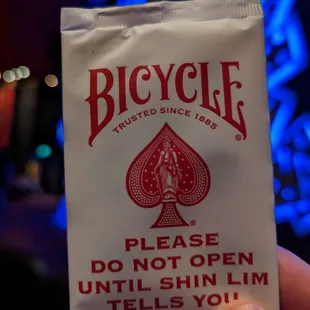 BICYCLE
®
TRUSTED SINCE 1885
®
PLEASE
DO NOT OPEN
UNTIL SHIN LIM
TELLS YOU